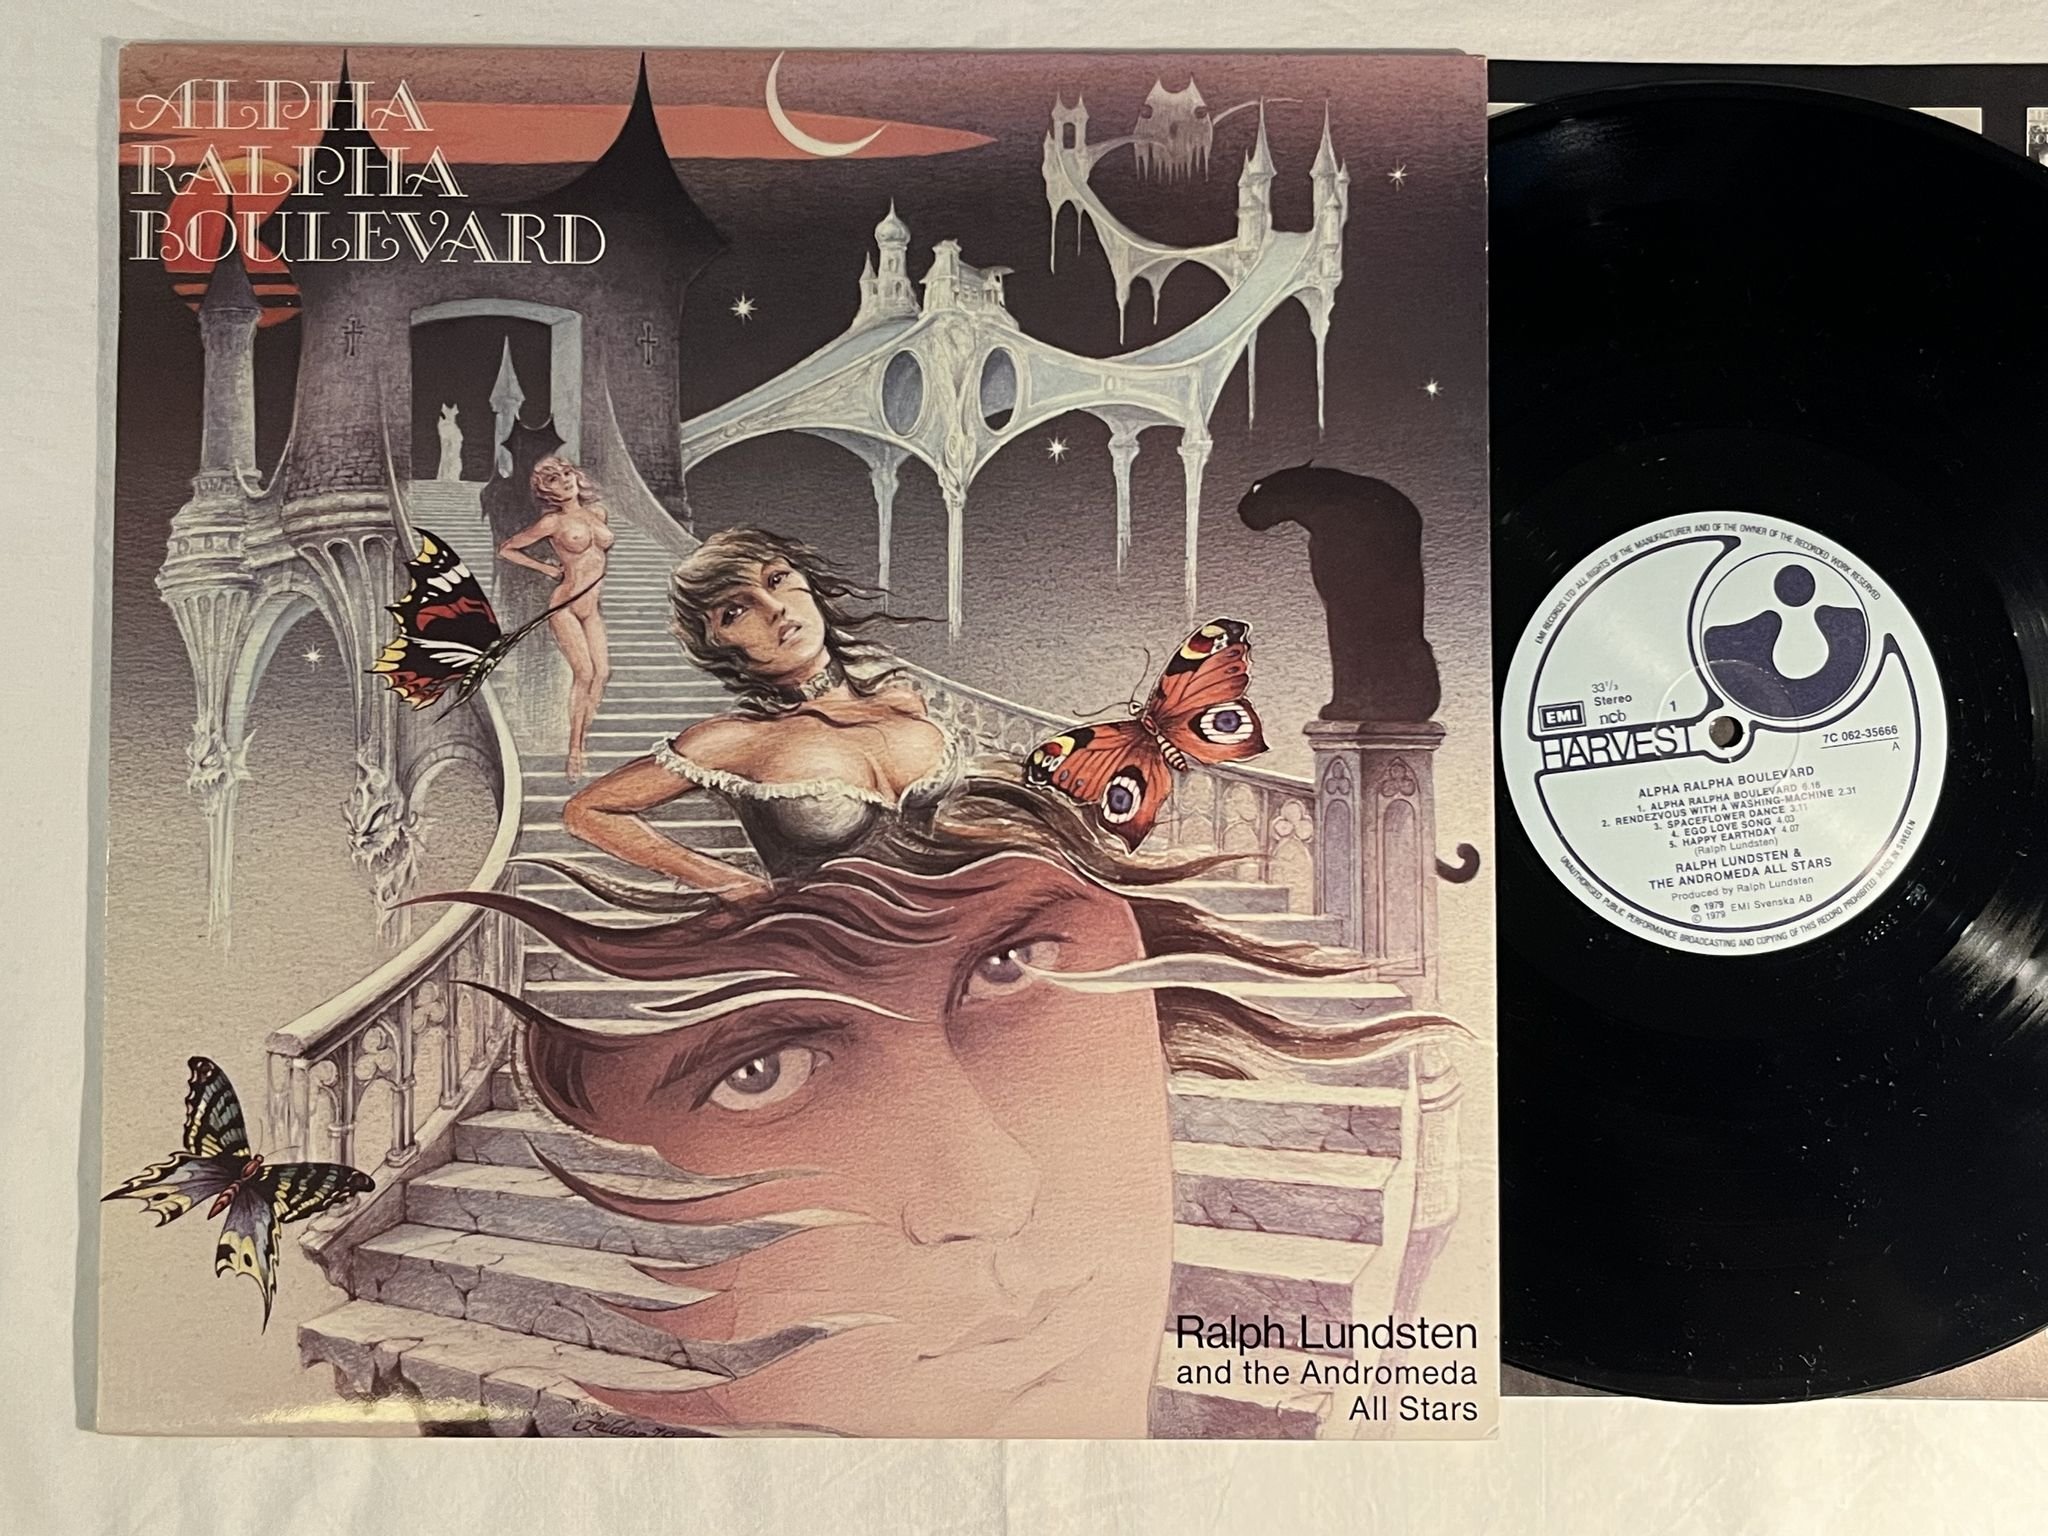 ALPHA
RALPHA
BOULEVARD
Ralph Lundsten
and the Andromeda
All Stars
EMI RECORDS LTD. ALL RIGHTS OF THE MANUFACTURER AND OF THE OWNER OF THE RECORDED WORK RESERVED
33⅓
Stereo
EMI ncb 1
HARVEST
7C 062-35666
A
ALPHA RALPHA BOULEVARD
1. ALPHA RALPHA BOULEVARD 6.16
2. RENDEZVOUS WITH A WASHING-MACHINE 2.31
3. SPACEFLOWER DANCE 3.11
4. EGO LOVE SONG 4.03
5. HAPPY EARTHDAY 4.07
(Ralph Lundsten)
RALPH LUNDSTEN &
THE ANDROMEDA ALL STARS
Produced by Ralph Lundsten
℗ 1979 EMI Svenska AB
© 1979
UNAUTHORISED PUBLIC PERFORMANCE BROADCASTING AND COPYING OF THIS RECORD PROHIBITED. MADE IN SWEDEN